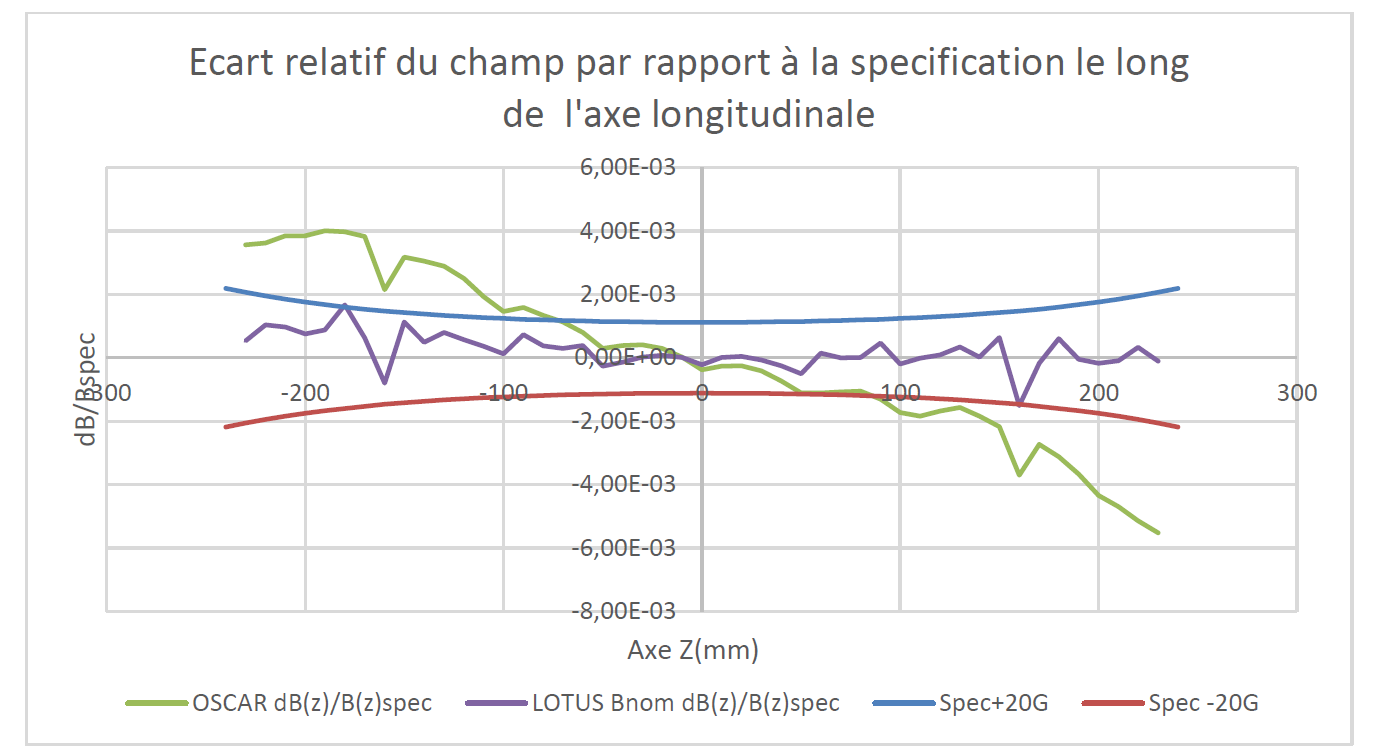 Ecart relatif du champ par rapport à la specification le long
de l'axe longitudinale
6,00E-03
4,00E-03
2,00E-03
0,00E+00
-300 -200 -100 0 100 200 300
-2,00E-03
-4,00E-03
-6,00E-03
-8,00E-03
dB/Bspec
Axe Z(mm)
OSCAR dB(z)/B(z)spec LOTUS Bnom dB(z)/B(z)spec Spec+20G Spec -20G